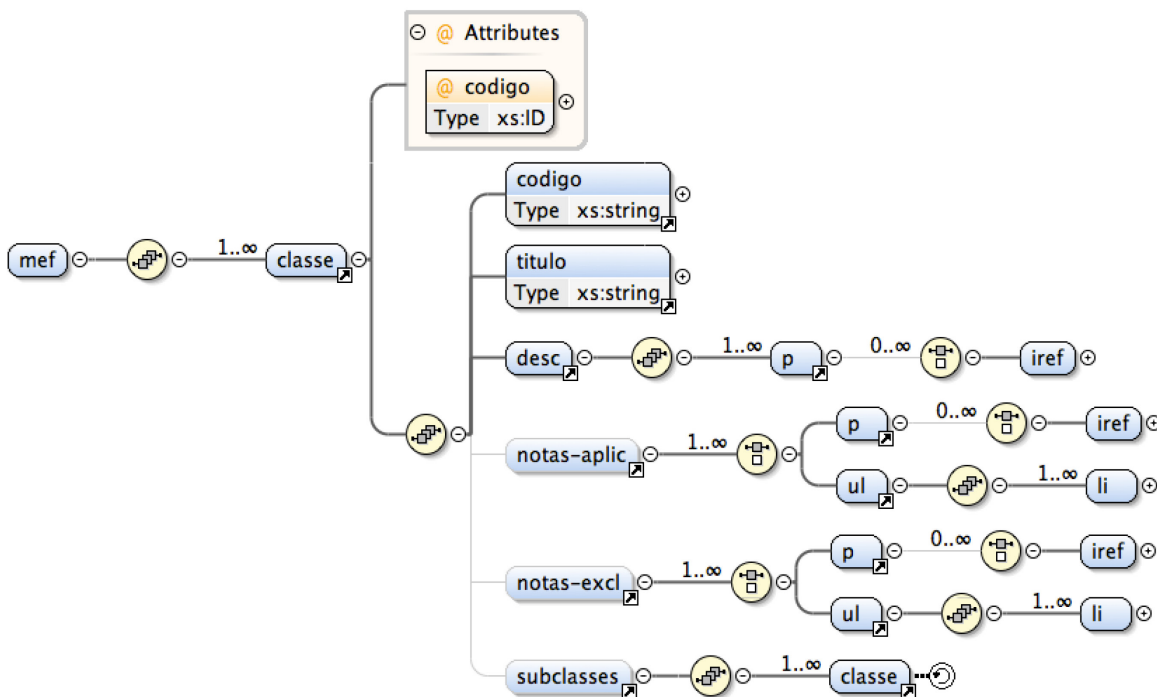 @ Attributes
@ codigo
Type xs:ID
codigo
Type xs:string
mef
1..∞
classe
titulo
Type xs:string
desc
1..∞
p
0..∞
iref
notas-aplic
1..∞
p
0..∞
iref
ul
1..∞
li
notas-excl
1..∞
p
0..∞
iref
ul
1..∞
li
subclasses
1..∞
classe